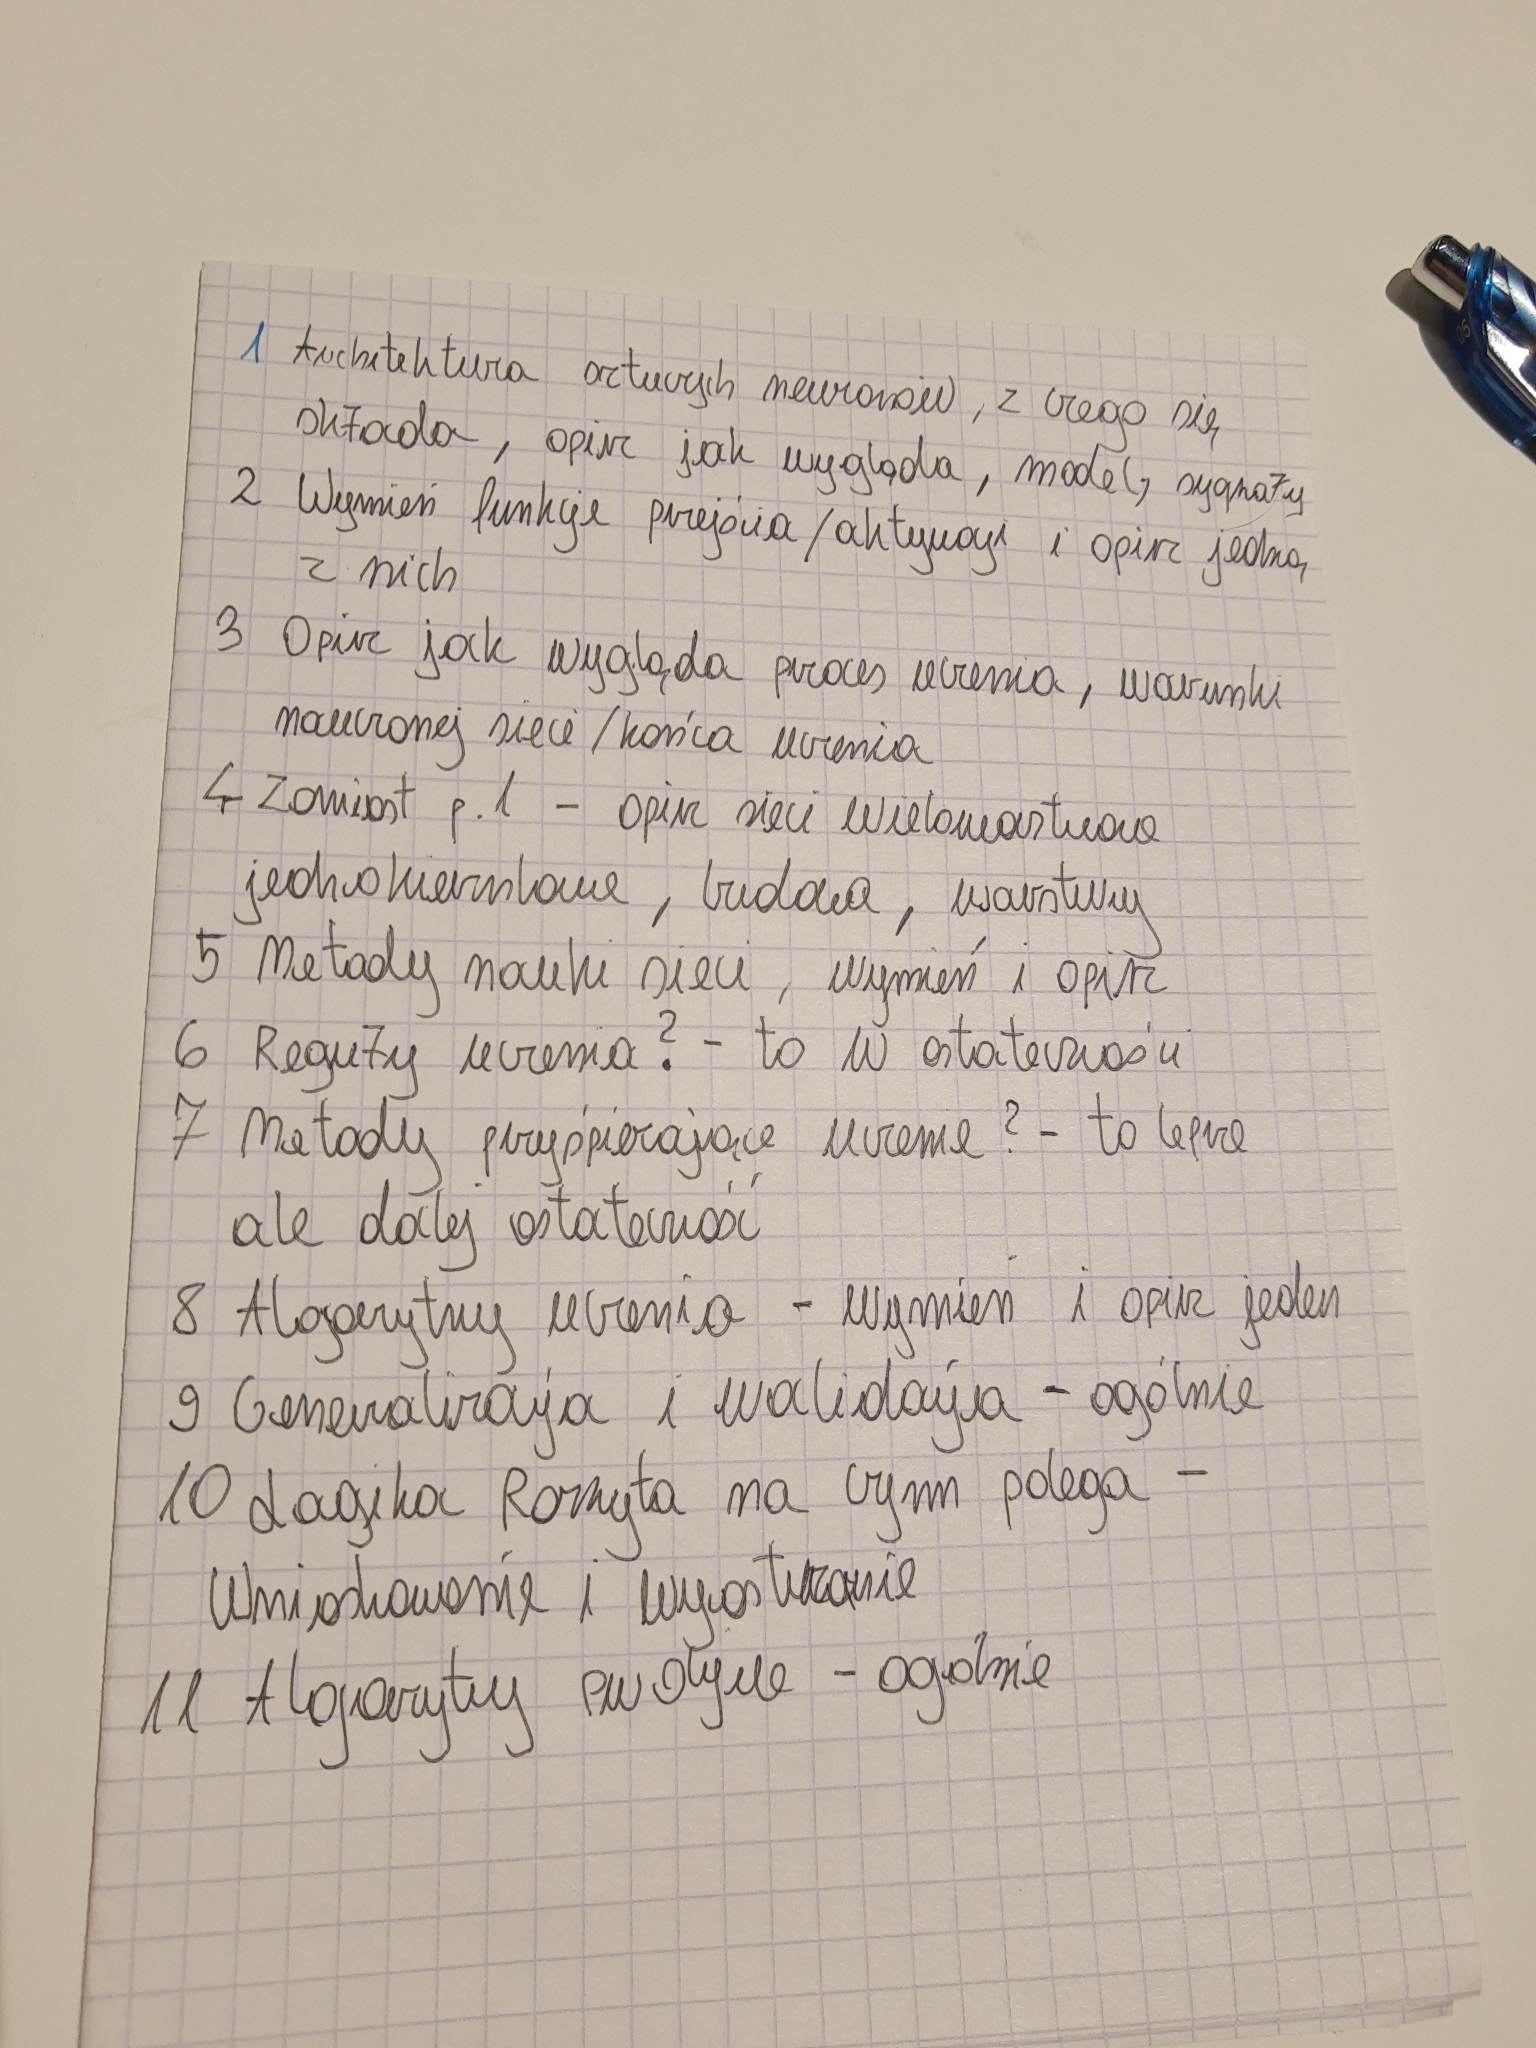 1 Architektura sztucznych neuronów, z czego się
składa, opisz jak wygląda, model, sygnały
2 Wymień funkcje przejścia/aktywacji i opisz jedną
z nich
3 Opisz jak wygląda proces uczenia, warunki
nauczonej sieci/końca uczenia
4 Zamiast p.1 - opisz sieci wielowarstwowe
jednokierunkowe, budowa, warstwy
5 Metody nauki sieci, wymień i opisz
6 Reguły uczenia? - to w ostateczności
7 Metody przyśpieszające uczenie? - to lepsze
ale dalej ostateczność
8 Algorytmy uczenia - wymień i opisz jeden
9 Generalizacja i walidacja - ogólnie
10 Logika Rozmyta na czym polega -
Wnioskowanie i wyostrzanie
11 Algorytmy - ogólnie